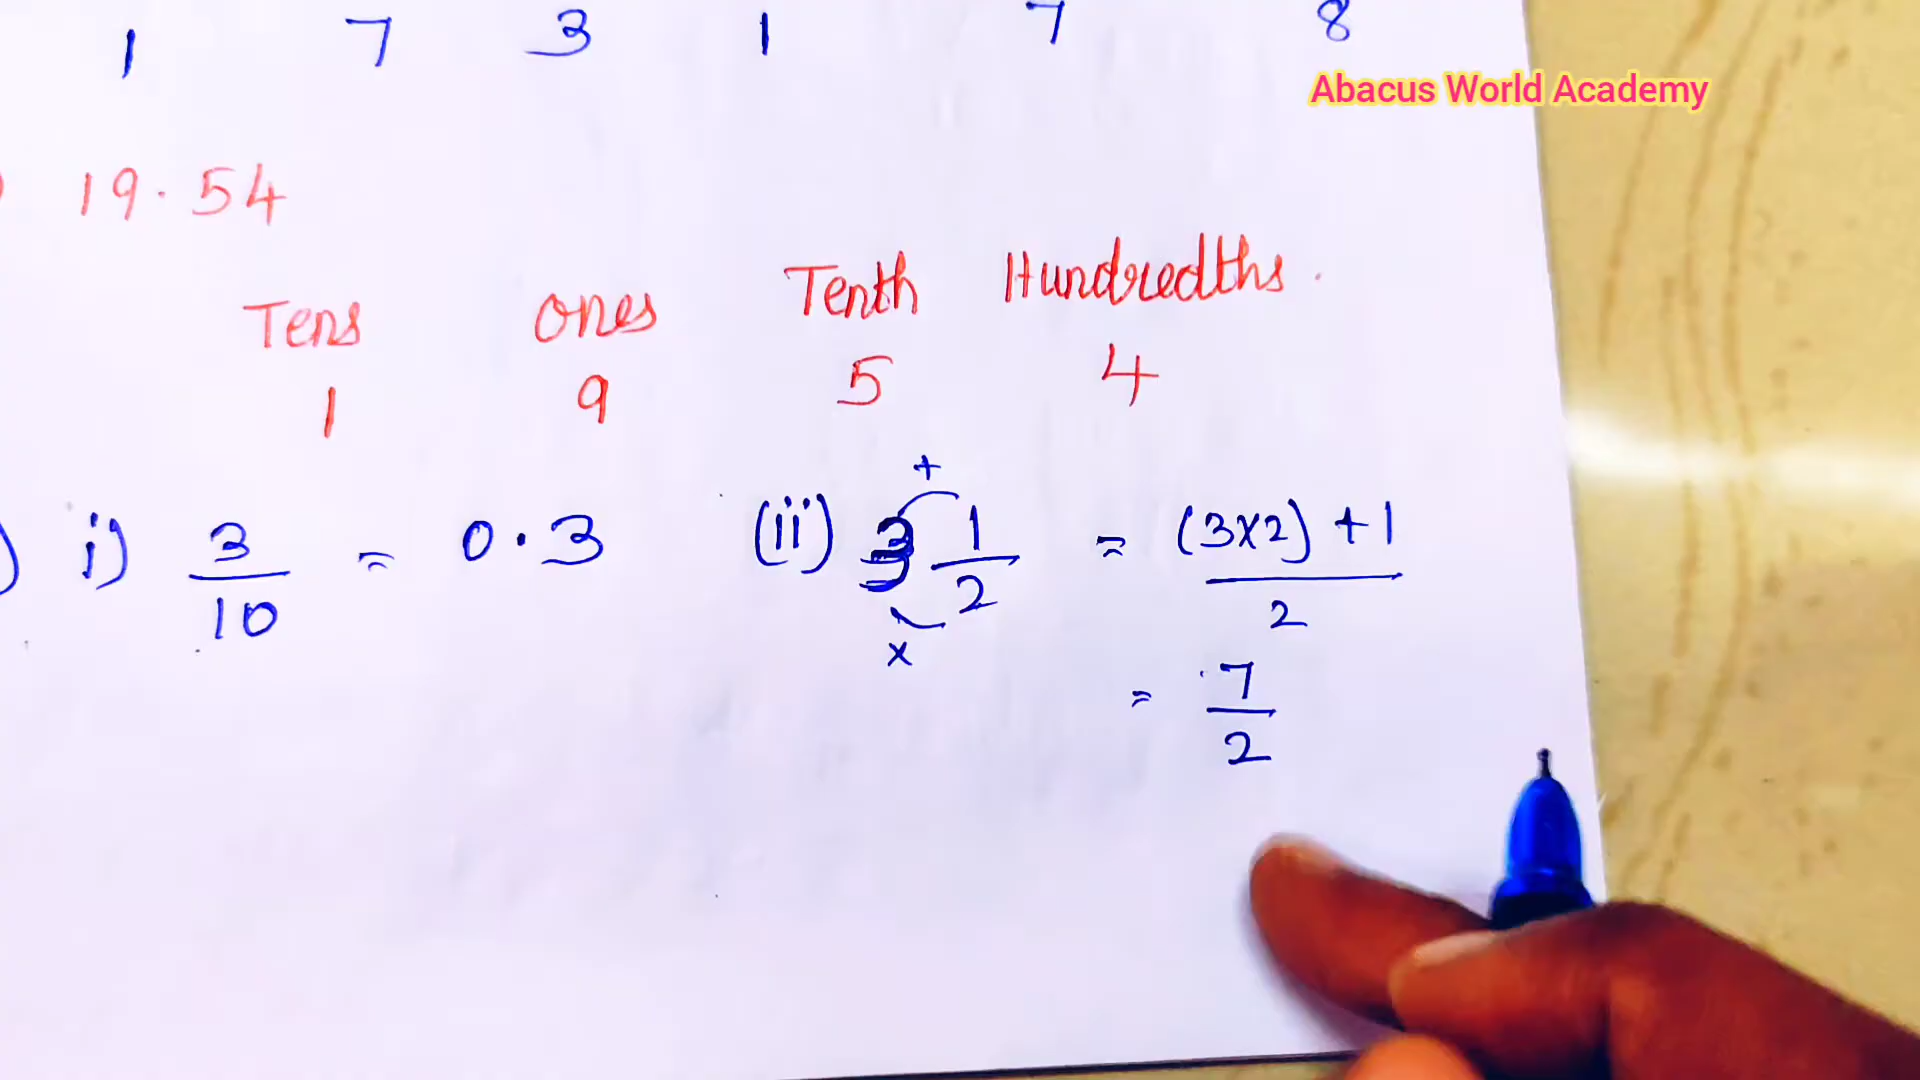 1 7 3 1 7 8
Abacus World Academy
) 19.54
Tens Ones Tenth Hundredths.
1 9 5 4
) i) 3/10 = 0.3 (ii) 3 1/2 = (3x2) + 1 / 2
+
x
= 7/2